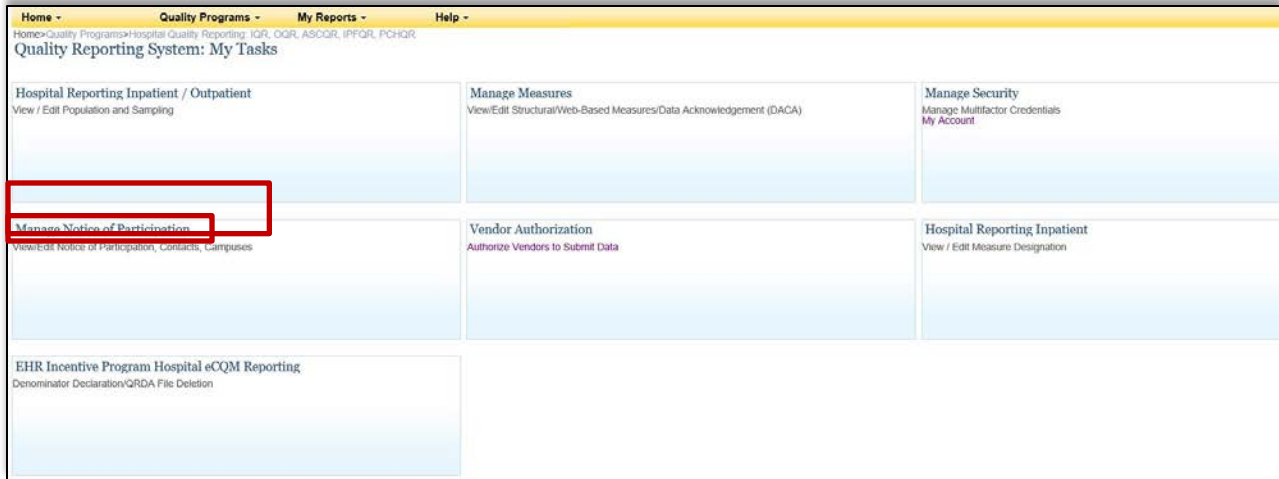 Home Quality Programs My Reports Help
Home>Quality Programs>Hospital Quality Reporting: IQR, OQR, ASCQR, IPFQR, PCHQR
Quality Reporting System: My Tasks
Hospital Reporting Inpatient / Outpatient
View / Edit Population and Sampling
Manage Measures
View/Edit Structural/Web-Based Measures/Data Acknowledgement (DACA)
Manage Security
Manage Multifactor Credentials
My Account
Manage Notice of Participation
View/Edit Notice of Participation, Contacts, Campuses
Vendor Authorization
Authorize Vendors to Submit Data
Hospital Reporting Inpatient
View / Edit Measure Designation
EHR Incentive Program Hospital eCQM Reporting
Denominator Declaration/QRDA File Deletion